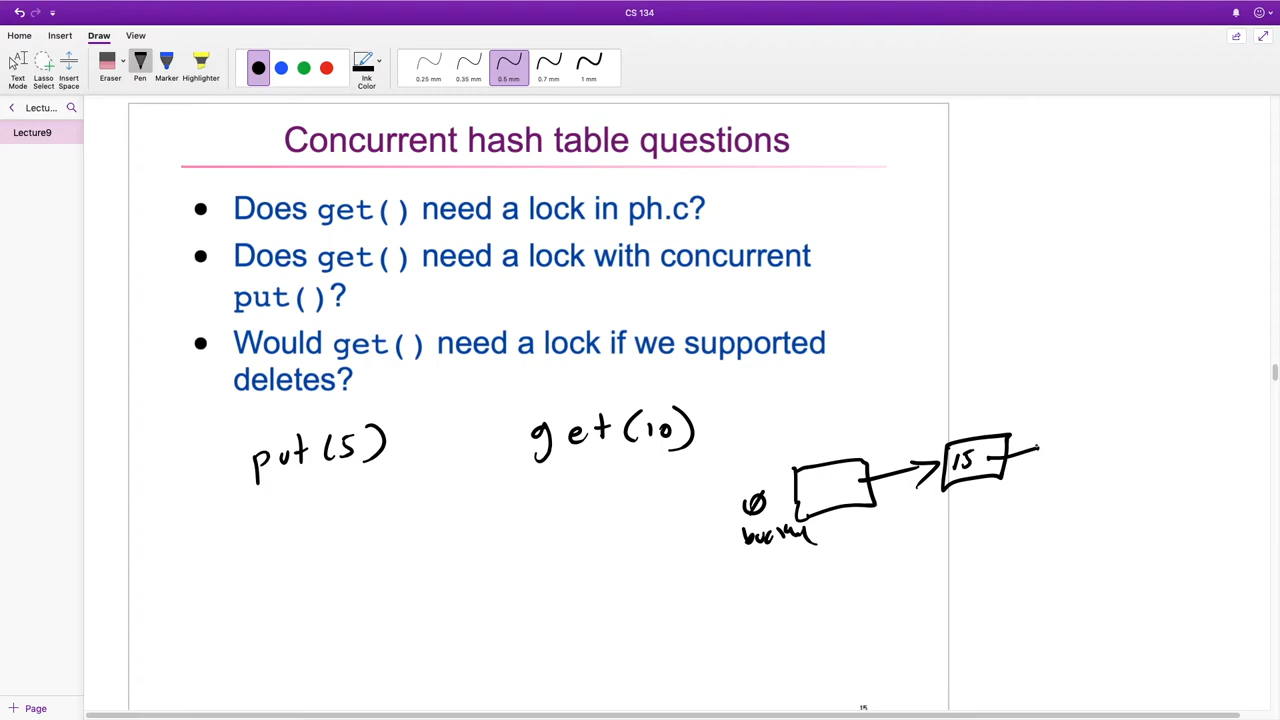 CS 134
Home Insert Draw View
Text Mode
Lasso Select
Insert Space
Eraser
Pen
Marker
Highlighter
Ink Color
0.25 mm
0.35 mm
0.5 mm
0.7 mm
1 mm
Lectu...
Lecture9
Concurrent hash table questions
• Does get() need a lock in ph.c?
• Does get() need a lock with concurrent
put()?
• Would get() need a lock if we supported
deletes?
put(5)
get(10)
15
0
bucket
15
+ Page